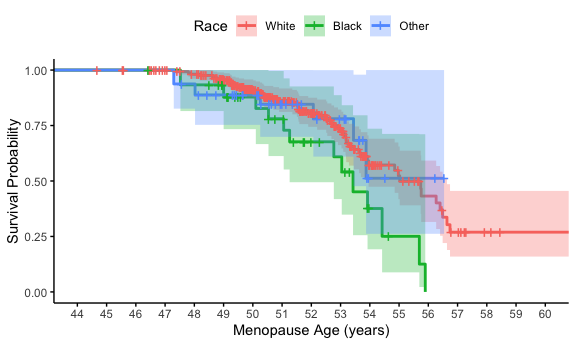 Race White Black Other
1.00
0.75
0.50
0.25
0.00
Survival Probability
44 45 46 47 48 49 50 51 52 53 54 55 56 57 58 59 60
Menopause Age (years)